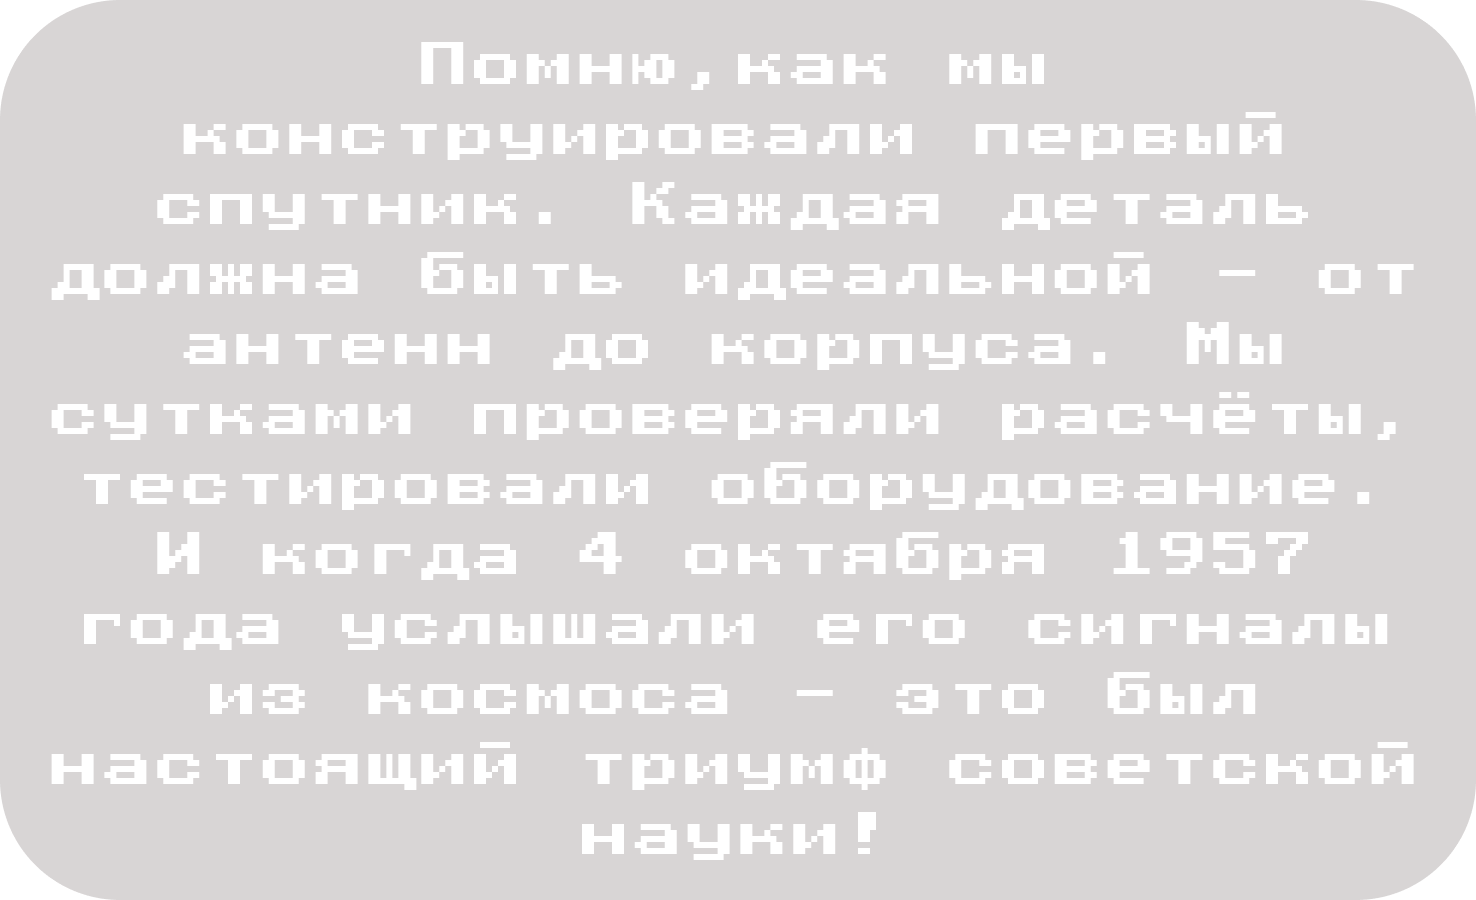 Помню,как мы
конструировали первый
спутник. Каждая деталь
должна быть идеальной – от
антенн до корпуса. Мы
сутками проверяли расчёты,
тестировали оборудование.
И когда 4 октября 1957
года услышали его сигналы
из космоса – это был
настоящий триумф советской
науки!